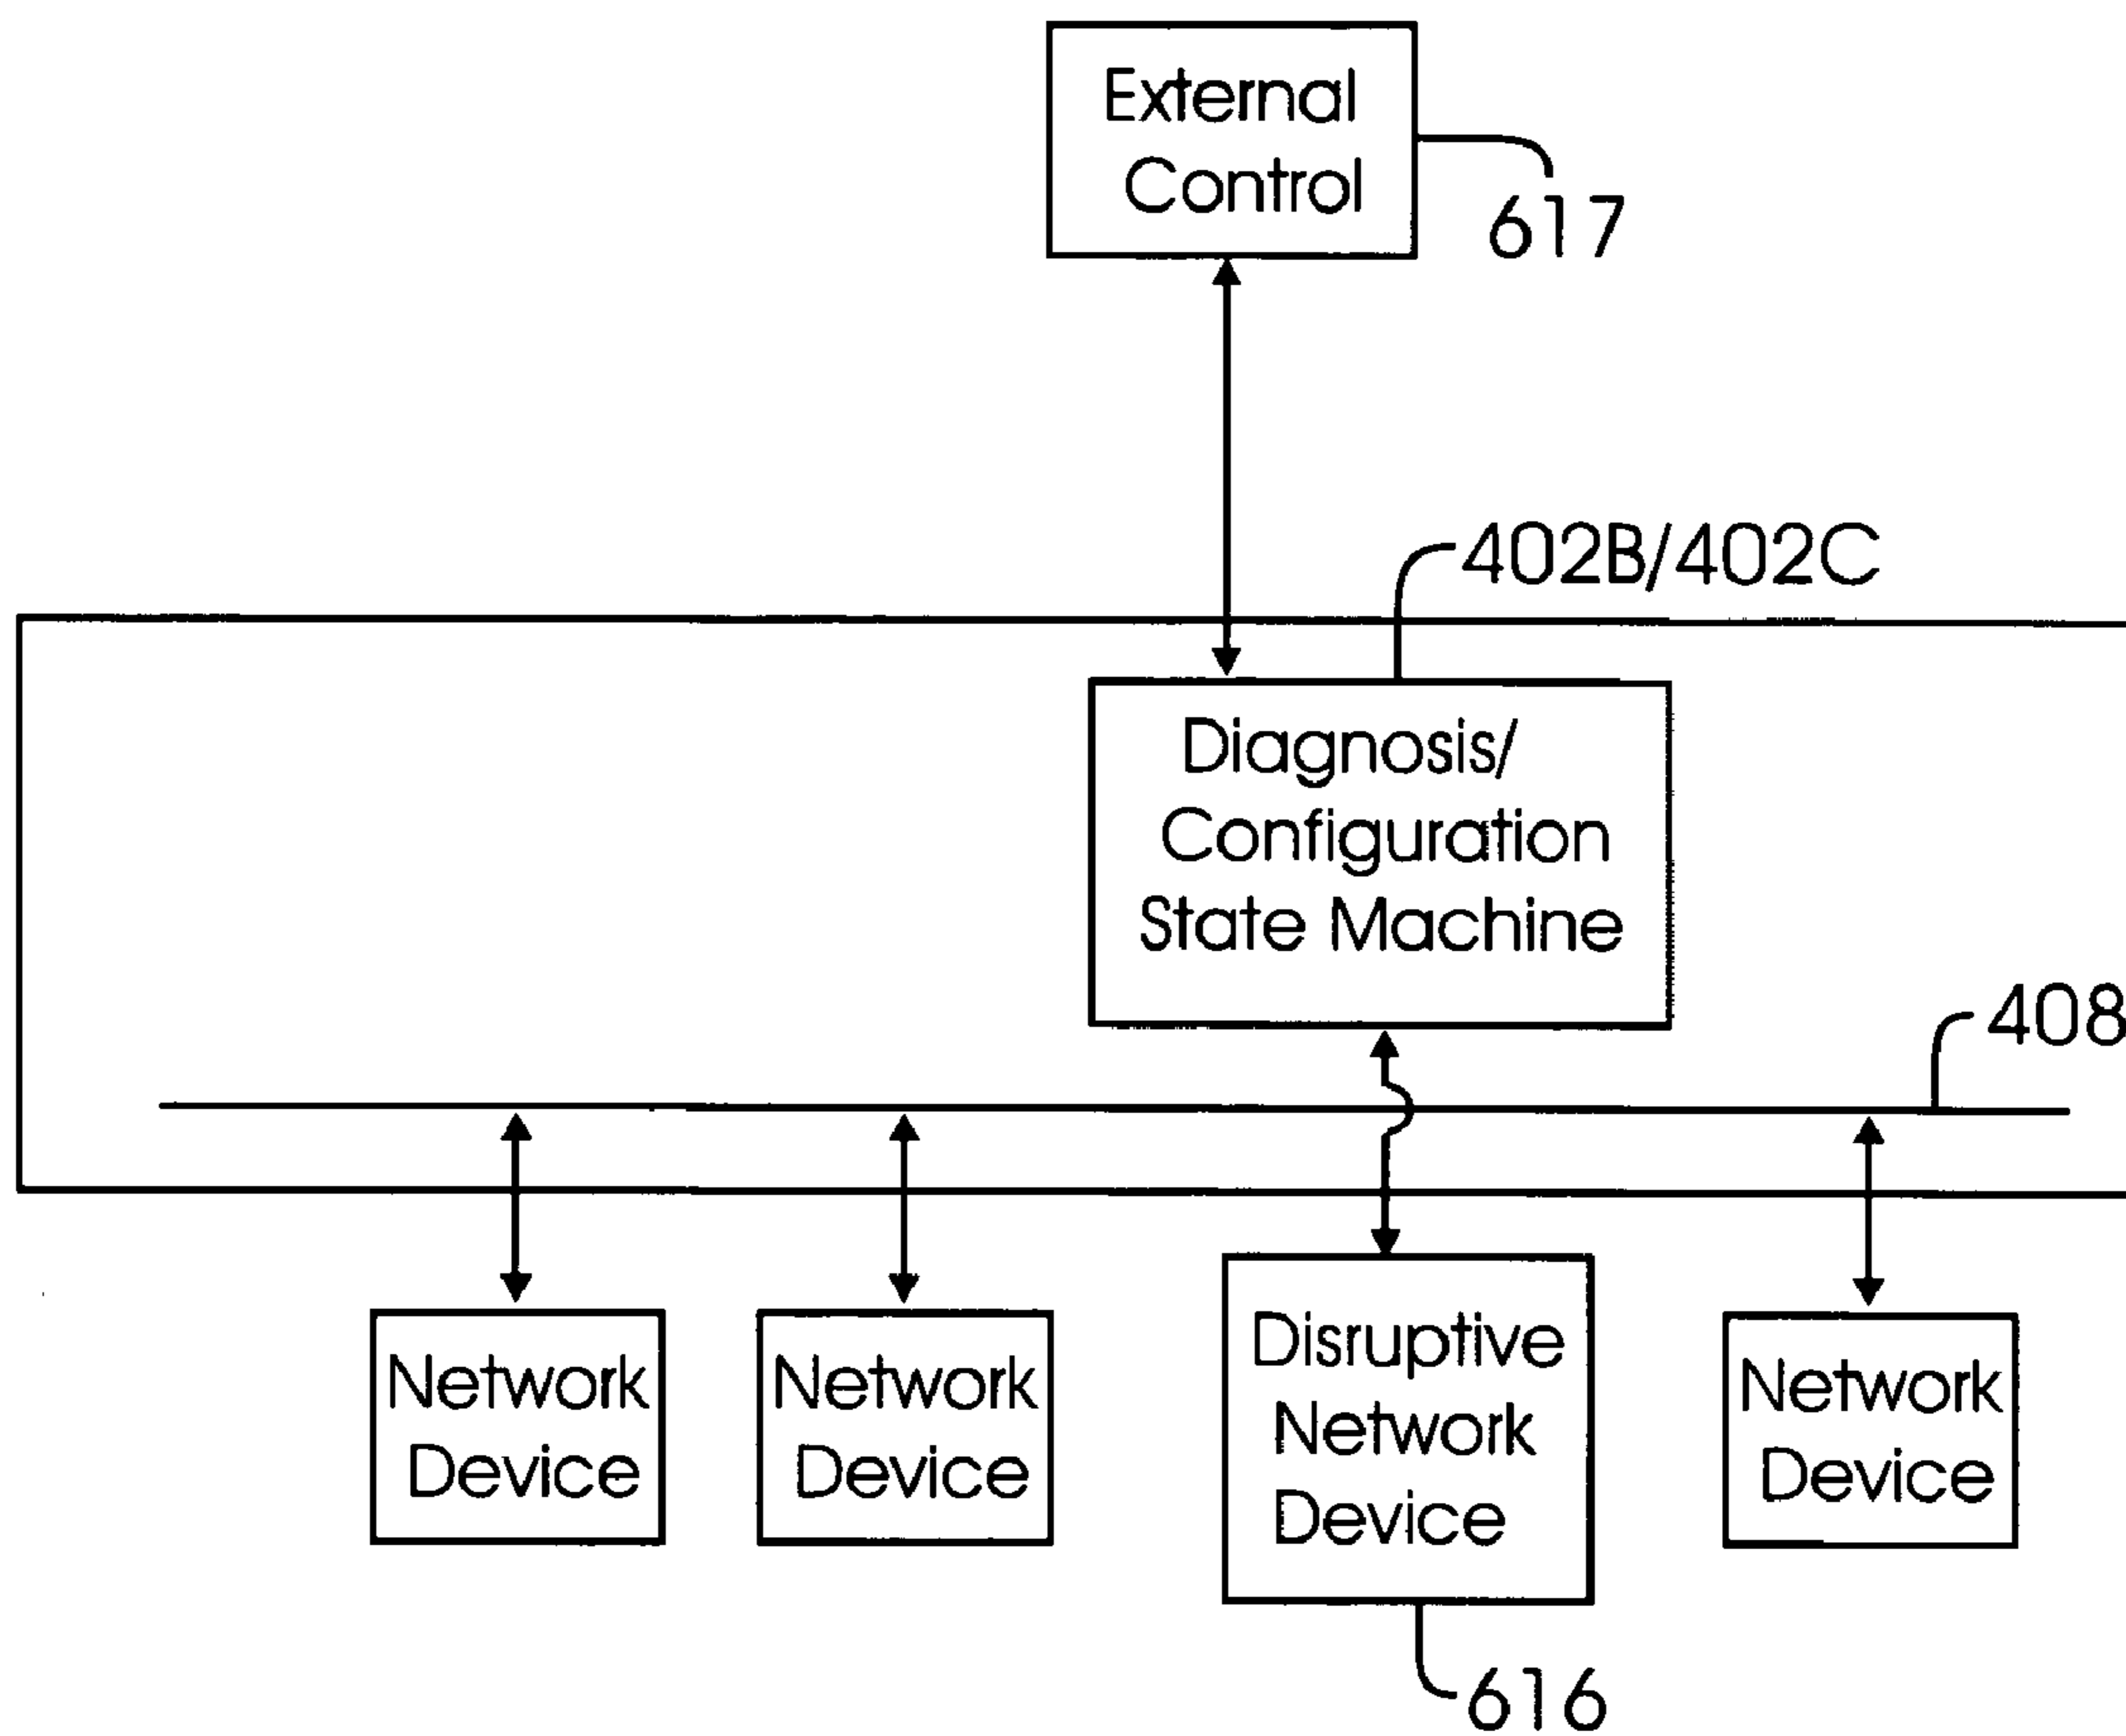 External
Control
617
402B/402C
Diagnosis/
Configuration
State Machine
408
Network
Device
Network
Device
Disruptive
Network
Device
Network
Device
616